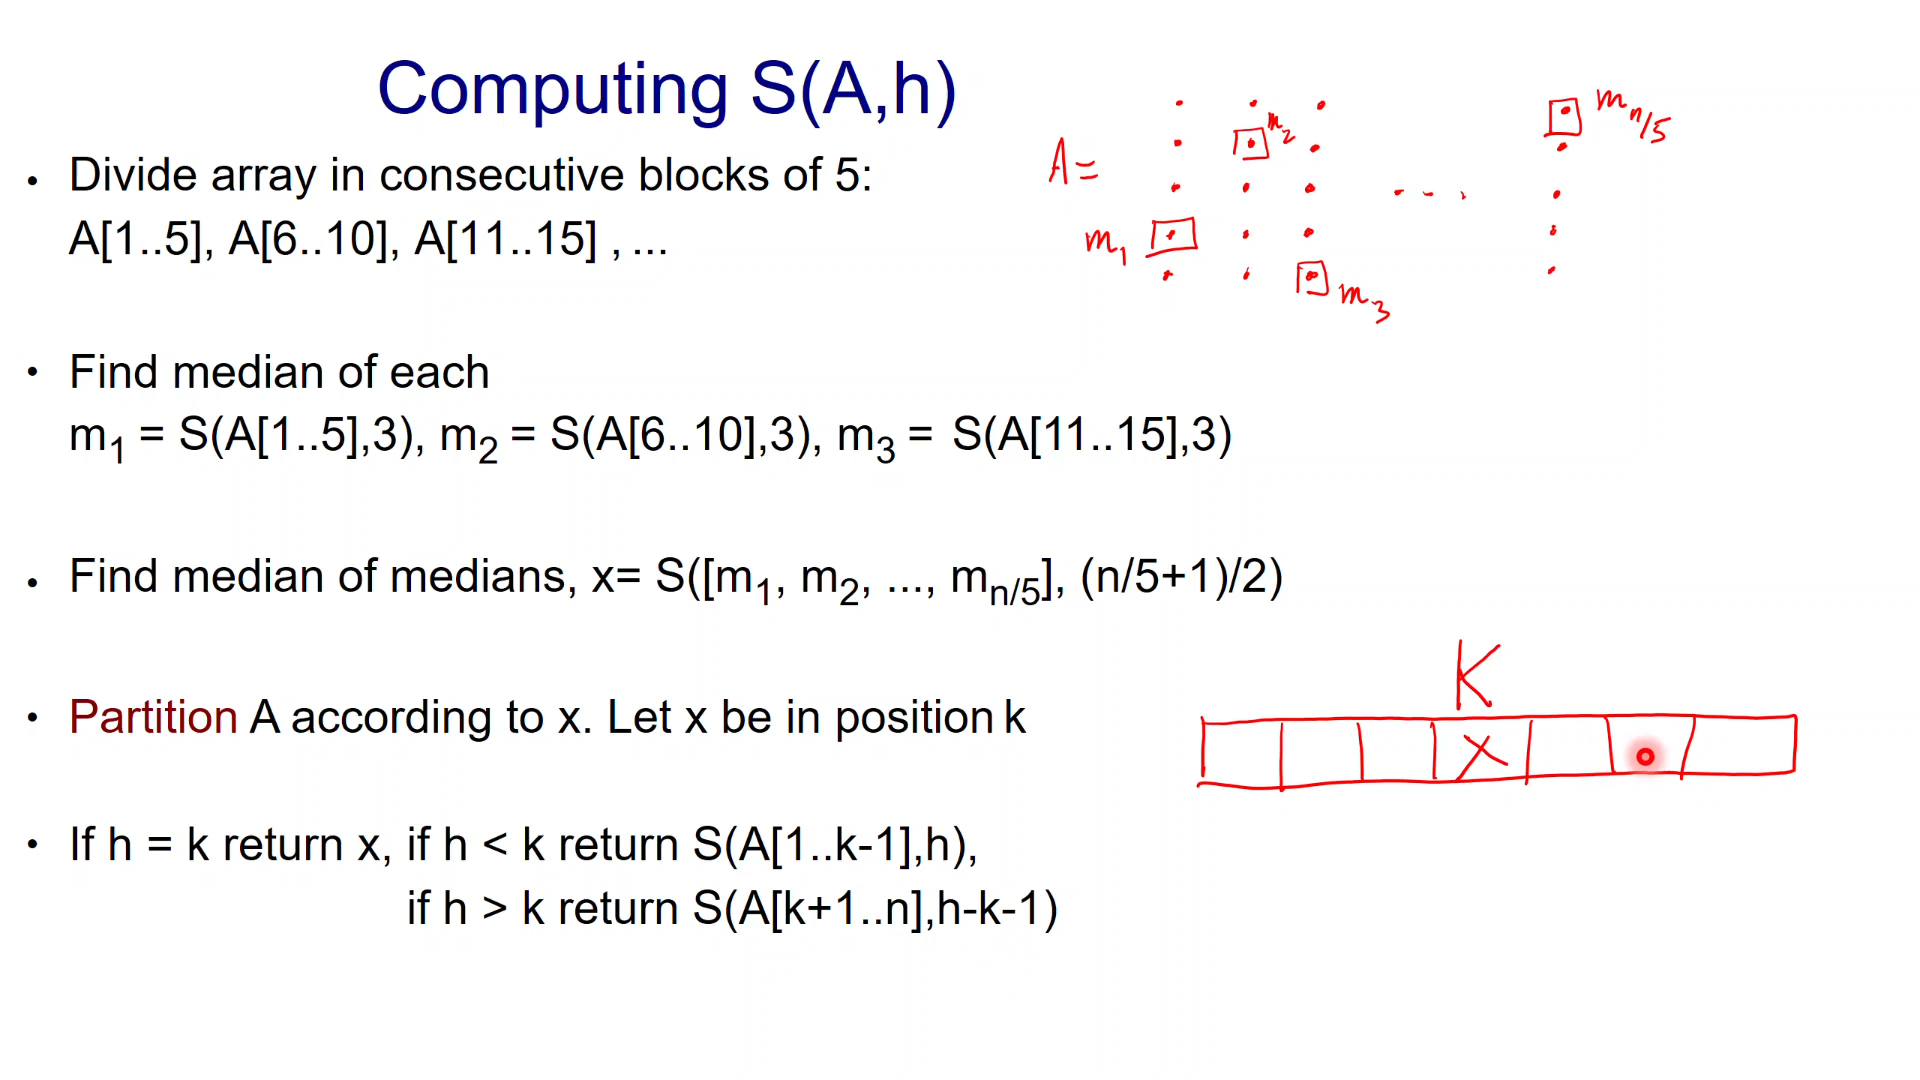 Computing S(A,h)
• Divide array in consecutive blocks of 5:
A[1..5], A[6..10], A[11..15] , ...
• Find median of each
m₁ = S(A[1..5],3), m₂ = S(A[6..10],3), m₃ = S(A[11..15],3)
• Find median of medians, x= S([m₁, m₂, ..., mₙ/₅], (n/5+1)/2)
• Partition A according to x. Let x be in position k
• If h = k return x, if h < k return S(A[1..k-1],h),
if h > k return S(A[k+1..n],h-k-1)
A=
m₂
mₙ/₅
...
m₁
m₃
K
X